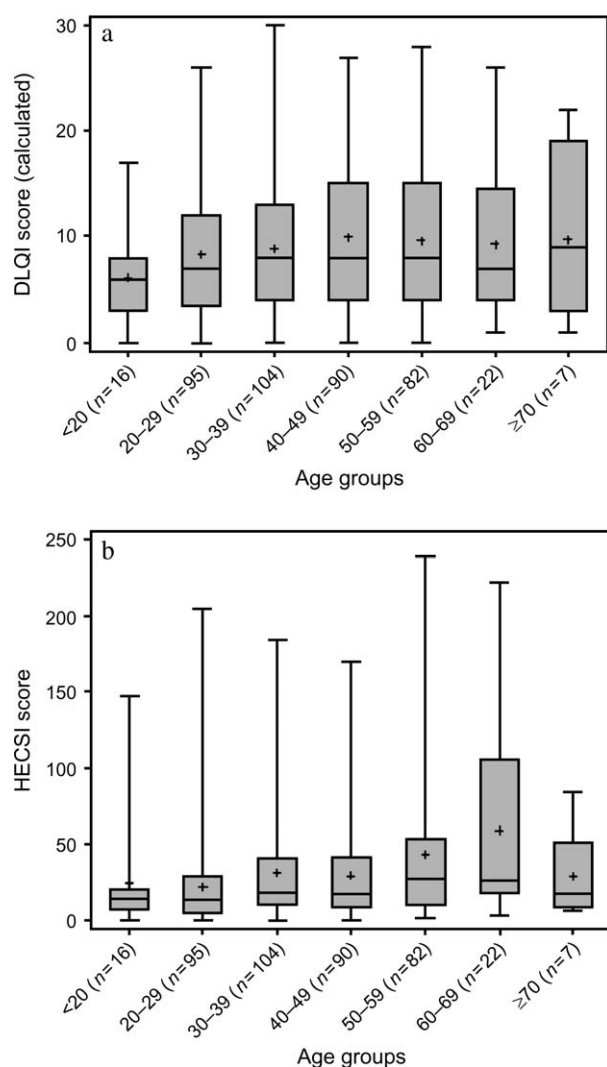 a
DLQI score (calculated)
30
20
10
0
<20 (n=16)
20–29 (n=95)
30–39 (n=104)
40–49 (n=90)
50–59 (n=82)
60–69 (n=22)
≥70 (n=7)
Age groups
b
HECSI score
250
200
150
100
50
0
<20 (n=16)
20–29 (n=95)
30–39 (n=104)
40–49 (n=90)
50–59 (n=82)
60–69 (n=22)
≥70 (n=7)
Age groups